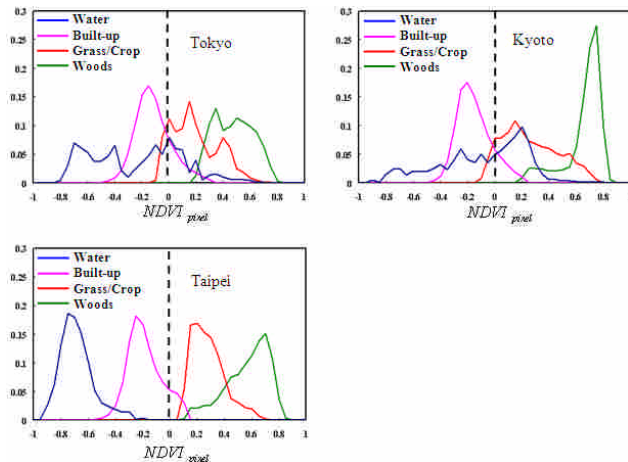 0.3
0.25
0.2
0.15
0.1
0.05
0
Water
Built-up
Grass/Crop
Woods
Tokyo
-1 -0.8 -0.6 -0.4 -0.2 0 0.2 0.4 0.6 0.8 1
NDVI pixel
0.3
0.25
0.2
0.15
0.1
0.05
0
Water
Built-up
Grass/Crop
Woods
Kyoto
-1 -0.8 -0.6 -0.4 -0.2 0 0.2 0.4 0.6 0.8
NDVI pixel
0.3
0.25
0.2
0.15
0.1
0.05
0
Water
Built-up
Grass/Crop
Woods
Taipei
-1 -0.8 -0.6 -0.4 -0.2 0 0.2 0.4 0.6 0.8 1
NDVI pixel